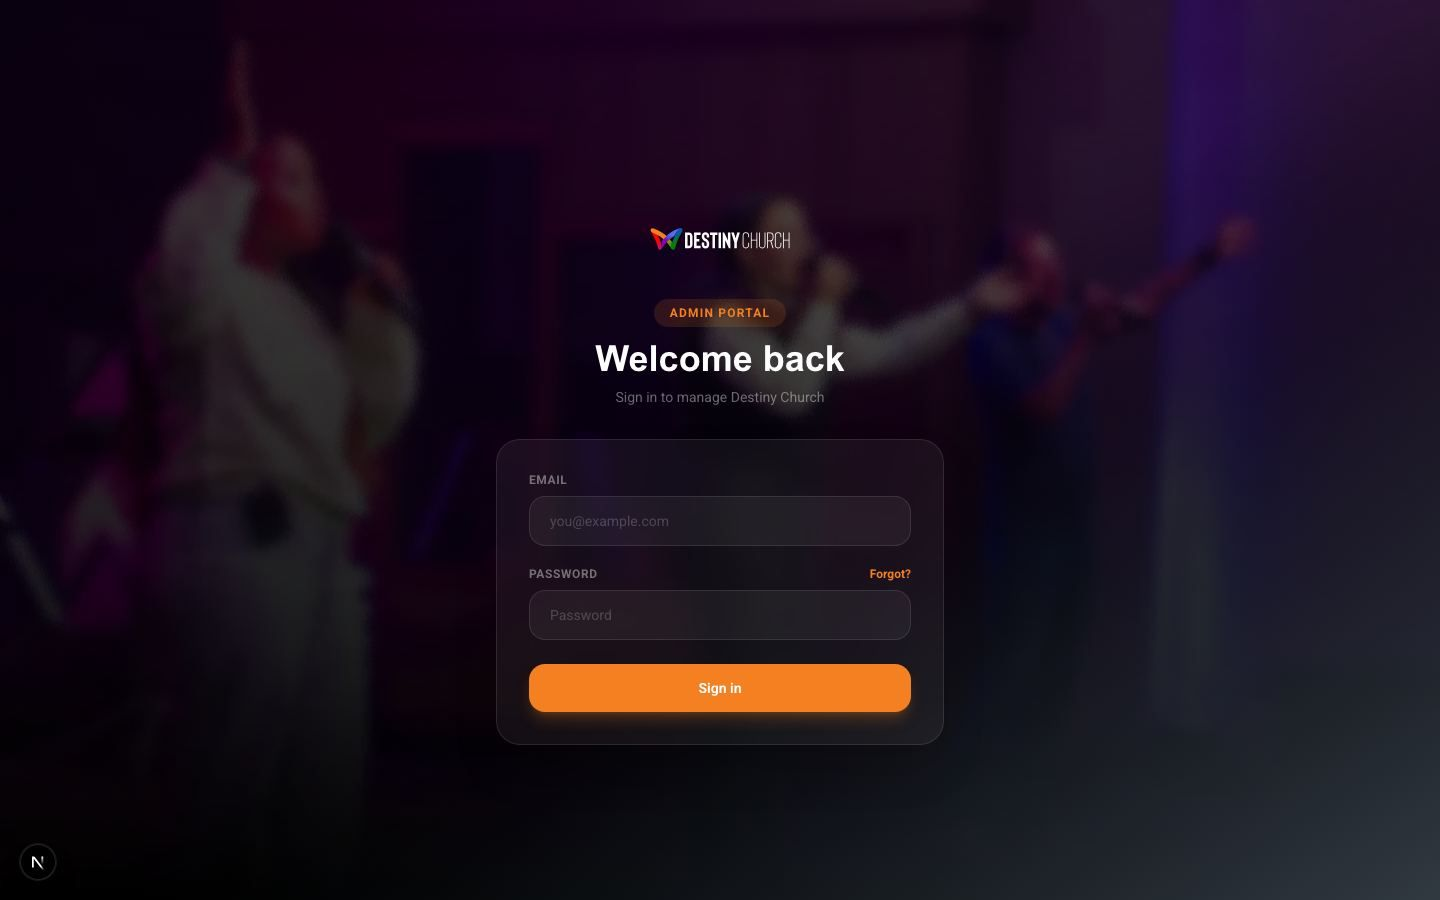 DESTINY CHURCH
ADMIN PORTAL
Welcome back
Sign in to manage Destiny Church
EMAIL
you@example.com
PASSWORD
Forgot?
Password
Sign in
N